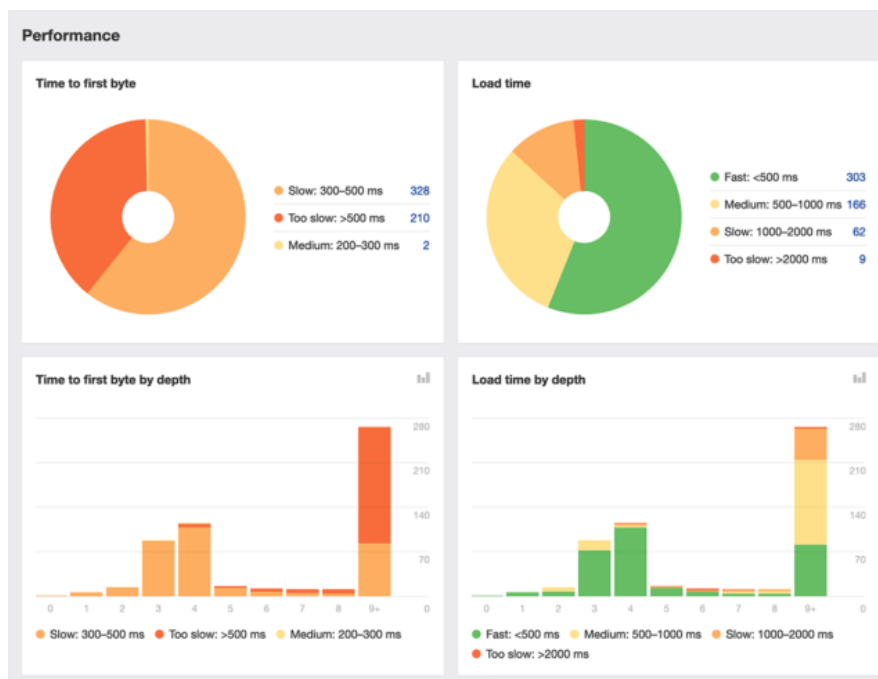 Performance
Time to first byte
Slow: 300–500 ms 328
Too slow: >500 ms 210
Medium: 200–300 ms 2
Load time
Fast: <500 ms 303
Medium: 500–1000 ms 166
Slow: 1000–2000 ms 62
Too slow: >2000 ms 9
Time to first byte by depth
280
210
140
70
0 1 2 3 4 5 6 7 8 9+ 0
Slow: 300–500 ms Too slow: >500 ms Medium: 200–300 ms
Load time by depth
280
210
140
70
0 1 2 3 4 5 6 7 8 9+ 0
Fast: <500 ms Medium: 500–1000 ms Slow: 1000–2000 ms
Too slow: >2000 ms